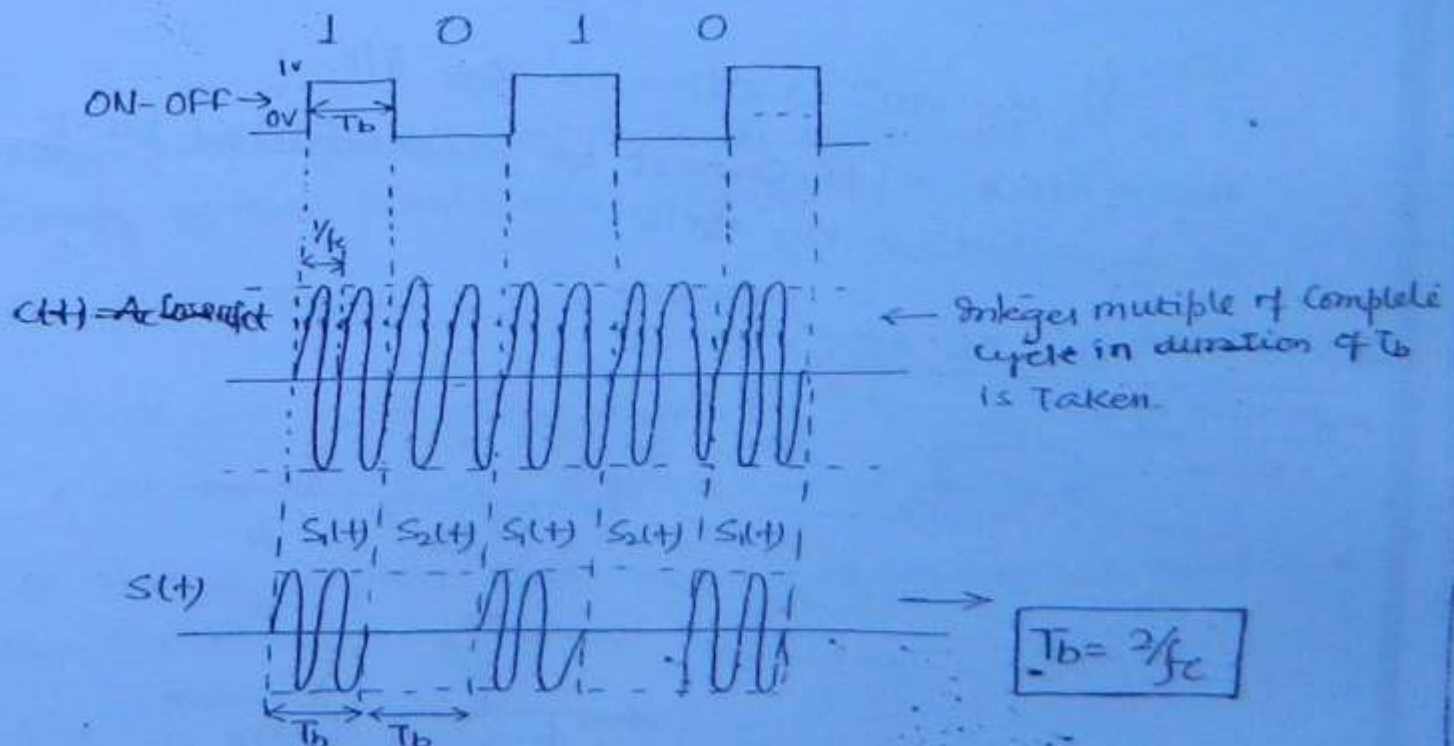 1 0 1 0
1V
ON-OFF →
0V
Tb
1/fc
C(t) = Ac Cosωct
← Integer mutiple of Complete
cycle in duration of Tb
is Taken.
S1(t) S2(t) S1(t) S2(t) S1(t)
S(t)
Tb = 2/fc
Tb Tb